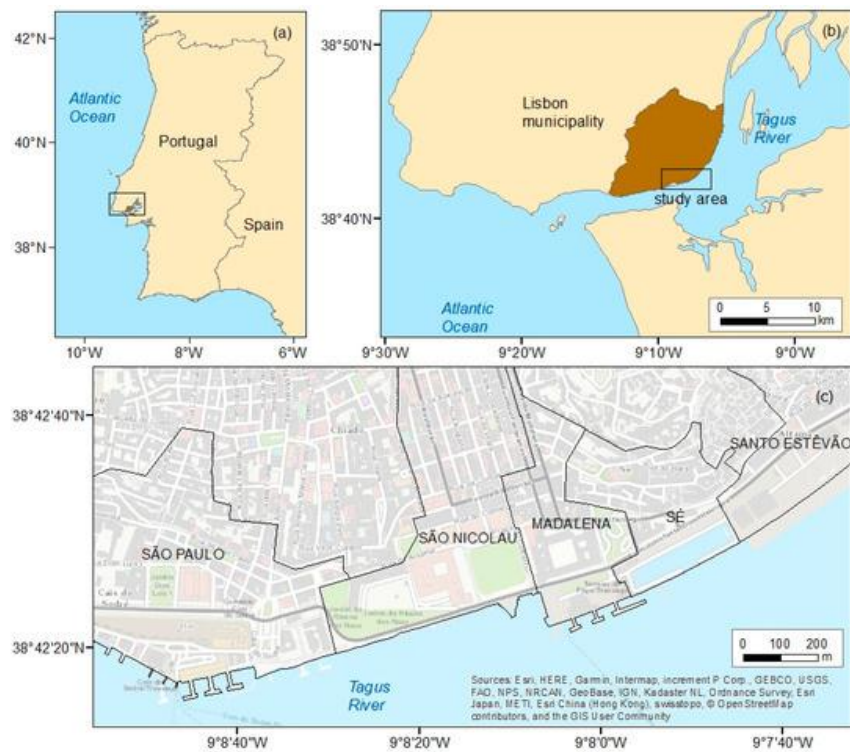 (a)
42°N
40°N
38°N
Atlantic
Ocean
Portugal
Spain
10°W
8°W
6°W
(b)
38°50'N
38°40'N
Lisbon
municipality
Tagus
River
study area
Atlantic
Ocean
0 5 10
km
9°30'W
9°20'W
9°10'W
9°0'W
(c)
38°42'40"N
38°42'20"N
Chiado
SANTO ESTÊVÃO
SÉ
MADALENA
SÃO NICOLAU
SÃO PAULO
Cais do
Sodré
Tagus
River
0 100 200
m
Sources: Esri, HERE, Garmin, Intermap, increment P Corp., GEBCO, USGS,
FAO, NPS, NRCAN, GeoBase, IGN, Kadaster NL, Ordnance Survey, Esri
Japan, METI, Esri China (Hong Kong), swisstopo, © OpenStreetMap
contributors, and the GIS User Community
9°8'40"W
9°8'20"W
9°8'0"W
9°7'40"W